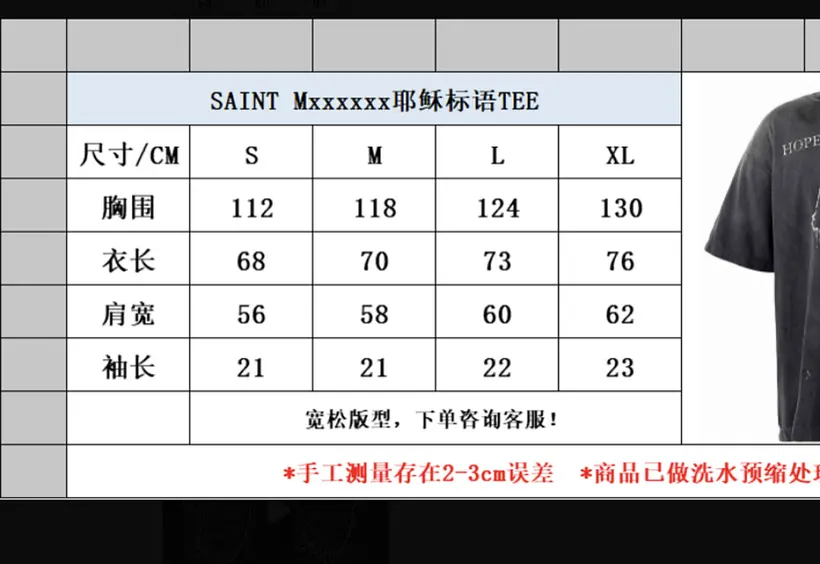 SAINT Mxxxxxx耶稣标语TEE
尺寸/CM S M L XL
胸围 112 118 124 130
衣长 68 70 73 76
肩宽 56 58 60 62
袖长 21 21 22 23
宽松版型，下单咨询客服！
*手工测量存在2-3cm误差 *商品已做洗水预缩处理
HOPE